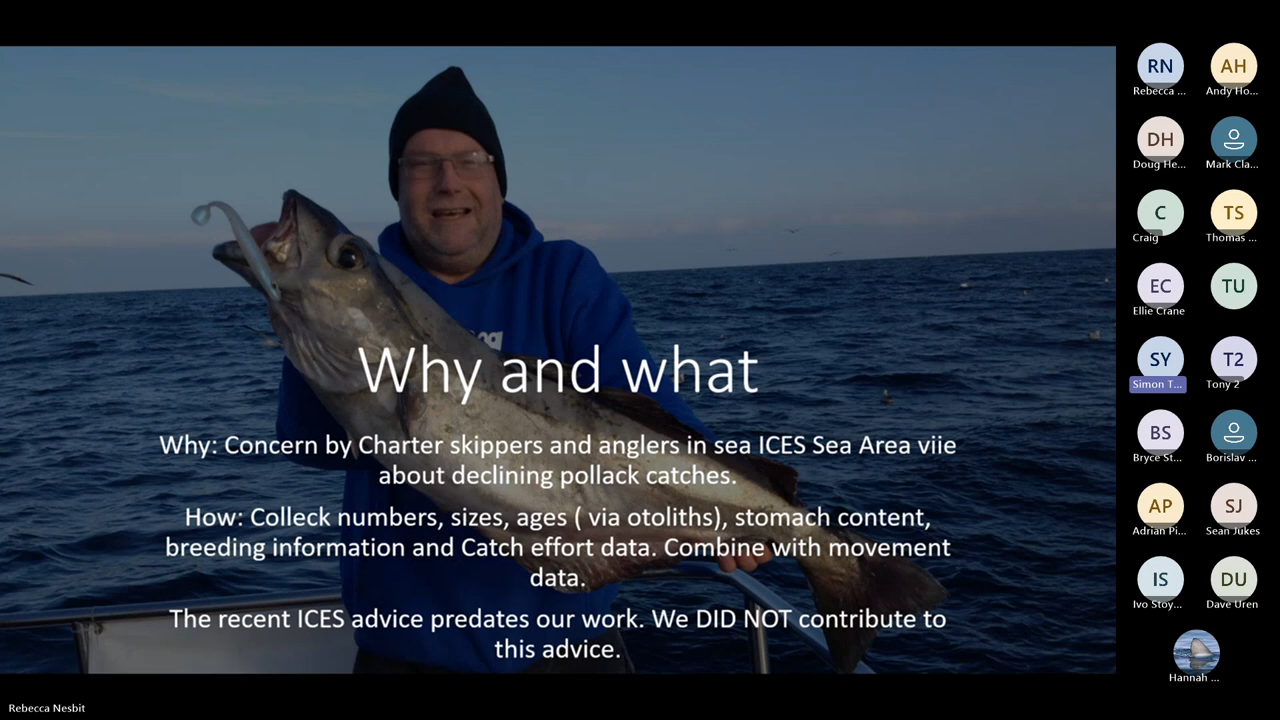 Why and what
Why: Concern by Charter skippers and anglers in sea ICES Sea Area viie
about declining pollack catches.
How: Colleck numbers, sizes, ages ( via otoliths), stomach content,
breeding information and Catch effort data. Combine with movement
data.
The recent ICES advice predates our work. We DID NOT contribute to
this advice.
RN
Rebecca ...
AH
Andy Ho...
DH
Doug He...
Mark Cla...
C
Craig
TS
Thomas ...
EC
Ellie Crane
TU
SY
Simon T...
T2
Tony 2
BS
Bryce St...
Borislav ...
AP
Adrian Pi...
SJ
Sean Jukes
IS
Ivo Stoy...
DU
Dave Uren
Hannah ...
Rebecca Nesbit